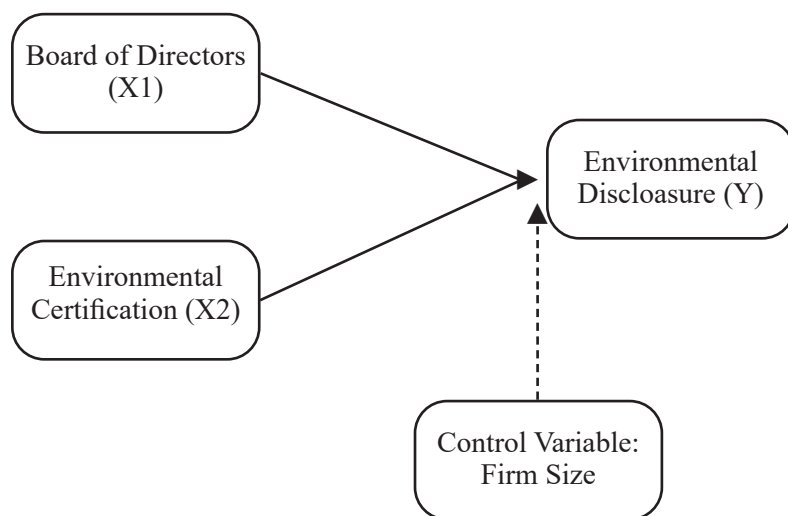 Board of Directors
(X1)
Environmental
Discloasure (Y)
Environmental
Certification (X2)
Control Variable:
Firm Size